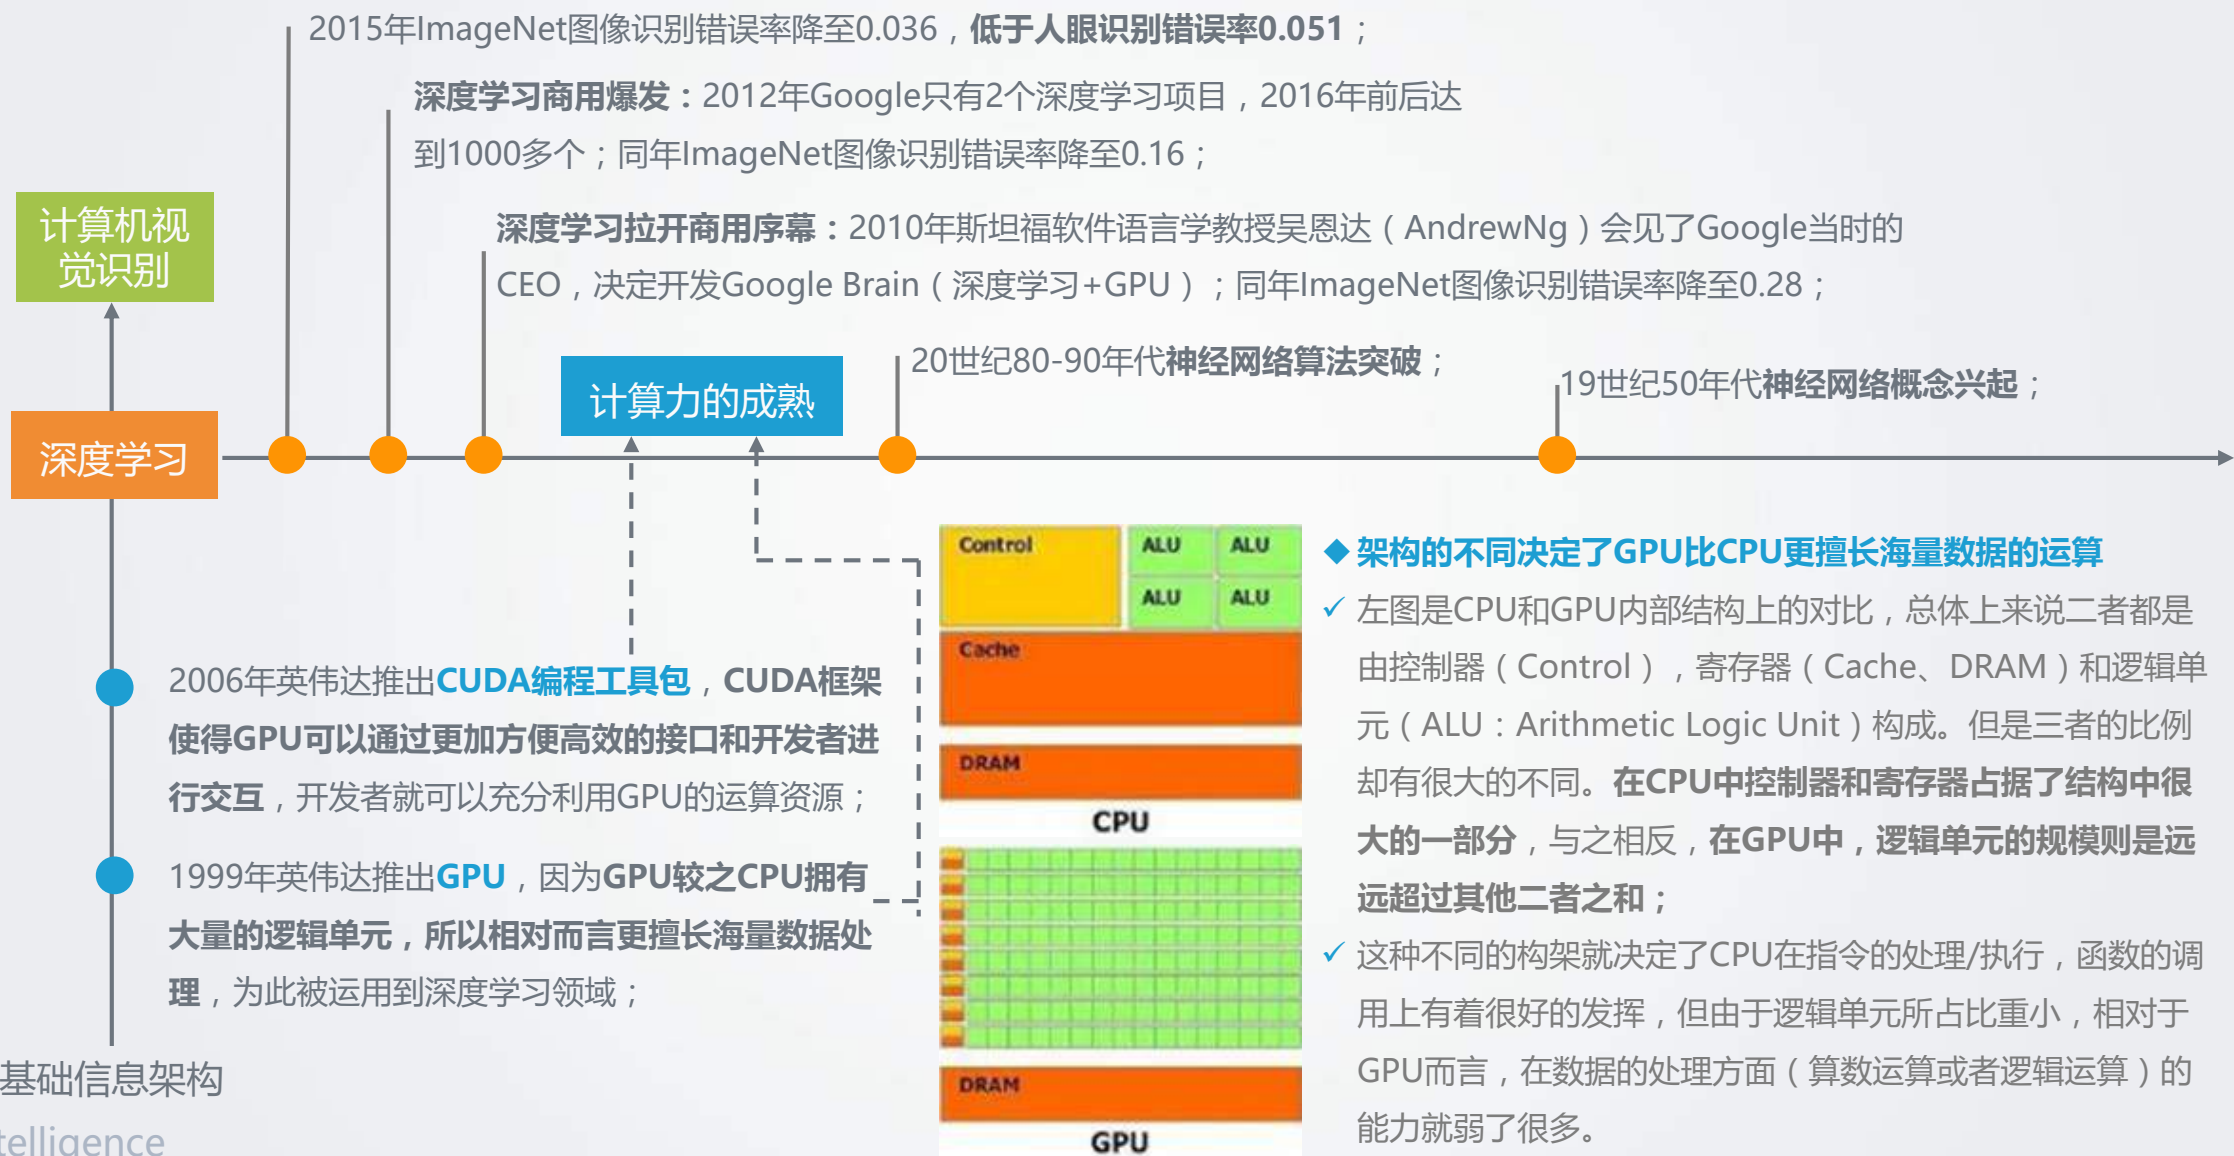 2015年ImageNet图像识别错误率降至0.036，低于人眼识别错误率0.051；
深度学习商用爆发：2012年Google只有2个深度学习项目，2016年前后达
到1000多个；同年ImageNet图像识别错误率降至0.16；
计算机视
觉识别
深度学习拉开商用序幕：2010年斯坦福软件语言学教授吴恩达（AndrewNg）会见了Google当时的
CEO，决定开发Google Brain（深度学习+GPU）；同年ImageNet图像识别错误率降至0.28；
计算力的成熟
20世纪80-90年代神经网络算法突破；
19世纪50年代神经网络概念兴起；
深度学习
2006年英伟达推出CUDA编程工具包，CUDA框架
使得GPU可以通过更加方便高效的接口和开发者进
行交互，开发者就可以充分利用GPU的运算资源；
1999年英伟达推出GPU，因为GPU较之CPU拥有
大量的逻辑单元，所以相对而言更擅长海量数据处
理，为此被运用到深度学习领域；
基础信息架构
telligence
Control
ALU ALU
ALU ALU
Cache
DRAM
CPU
DRAM
GPU
◆架构的不同决定了GPU比CPU更擅长海量数据的运算
✓ 左图是CPU和GPU内部结构上的对比，总体上来说二者都是
由控制器（Control），寄存器（Cache、DRAM）和逻辑单
元（ALU：Arithmetic Logic Unit）构成。但是三者的比例
却有很大的不同。在CPU中控制器和寄存器占据了结构中很
大的一部分，与之相反，在GPU中，逻辑单元的规模则是远
远超过其他二者之和；
✓ 这种不同的构架就决定了CPU在指令的处理/执行，函数的调
用上有着很好的发挥，但由于逻辑单元所占比重小，相对于
GPU而言，在数据的处理方面（算数运算或者逻辑运算）的
能力就弱了很多。